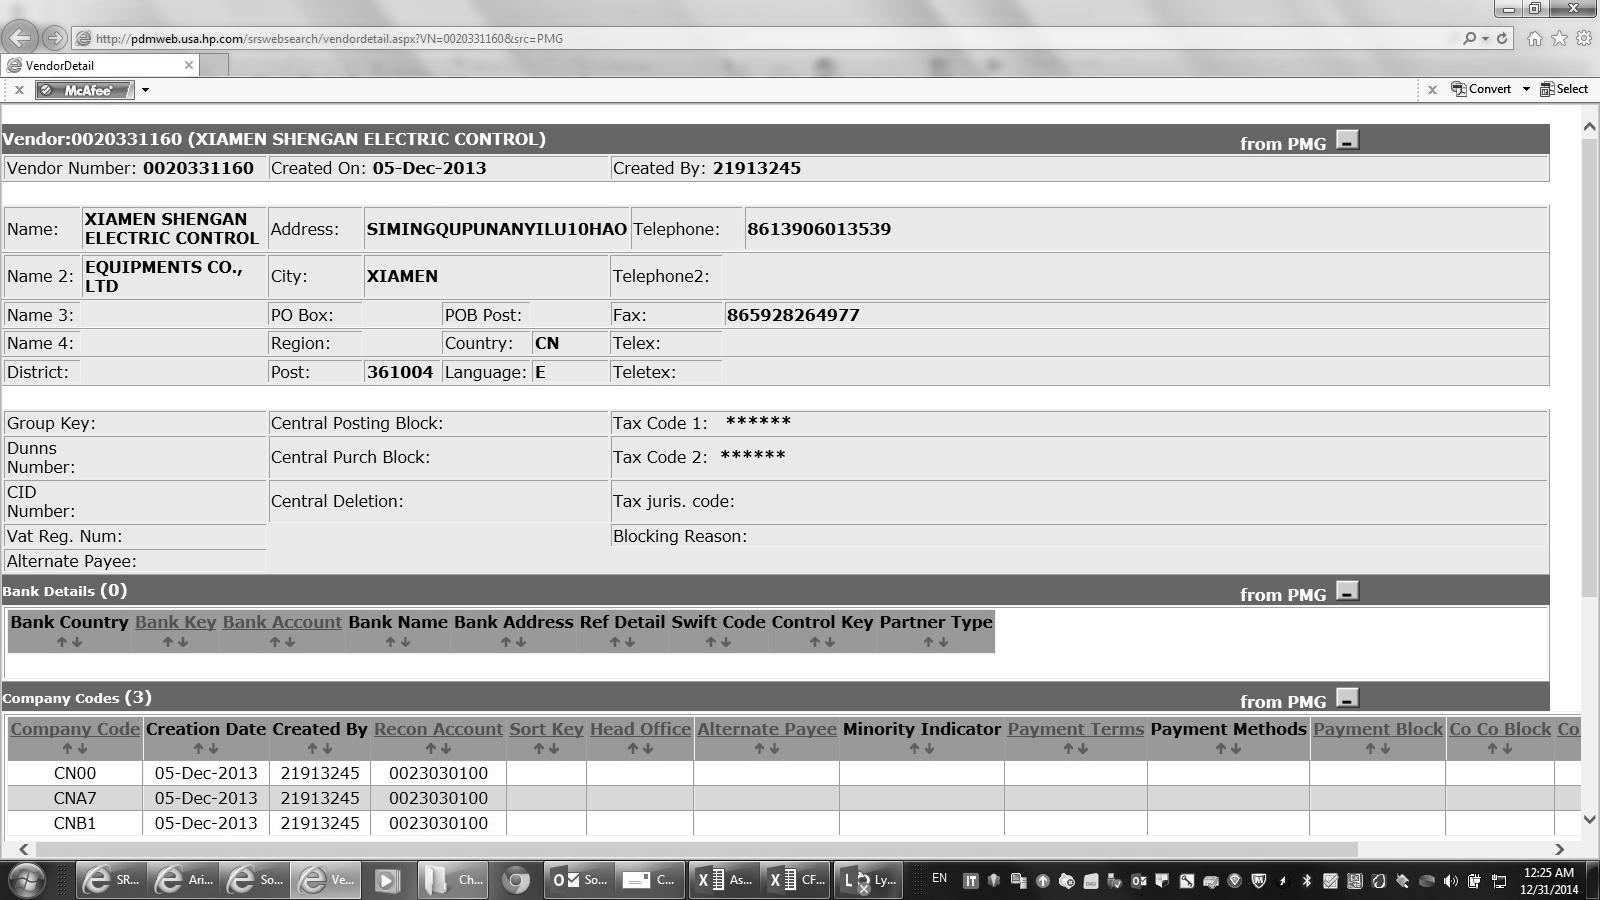 http://pdmweb.usa.hp.com/srswebsearch/vendordetail.aspx?VN=0020331160&src=PMG
VendorDetail
McAfee
Convert Select
Vendor:0020331160 (XIAMEN SHENGAN ELECTRIC CONTROL) from PMG
Vendor Number: 0020331160 Created On: 05-Dec-2013 Created By: 21913245
Name: XIAMEN SHENGAN ELECTRIC CONTROL Address: SIMINGQUPUNANYILU10HAO Telephone: 8613906013539
Name 2: EQUIPMENTS CO., LTD City: XIAMEN Telephone2:
Name 3: PO Box: POB Post: Fax: 865928264977
Name 4: Region: Country: CN Telex:
District: Post: 361004 Language: E Teletex:
Group Key: Central Posting Block: Tax Code 1: ******
Dunns Number: Central Purch Block: Tax Code 2: ******
CID Number: Central Deletion: Tax juris. code:
Vat Reg. Num: Blocking Reason:
Alternate Payee:
Bank Details (0) from PMG
Bank Country Bank Key Bank Account Bank Name Bank Address Ref Detail Swift Code Control Key Partner Type
Company Codes (3) from PMG
Company Code Creation Date Created By Recon Account Sort Key Head Office Alternate Payee Minority Indicator Payment Terms Payment Methods Payment Block Co Co Block Co
CN00 05-Dec-2013 21913245 0023030100
CNA7 05-Dec-2013 21913245 0023030100
CNB1 05-Dec-2013 21913245 0023030100
SR... Ari... So... Ve... Ch... So... C... As... CF... Ly... EN 12:25 AM
12/31/2014